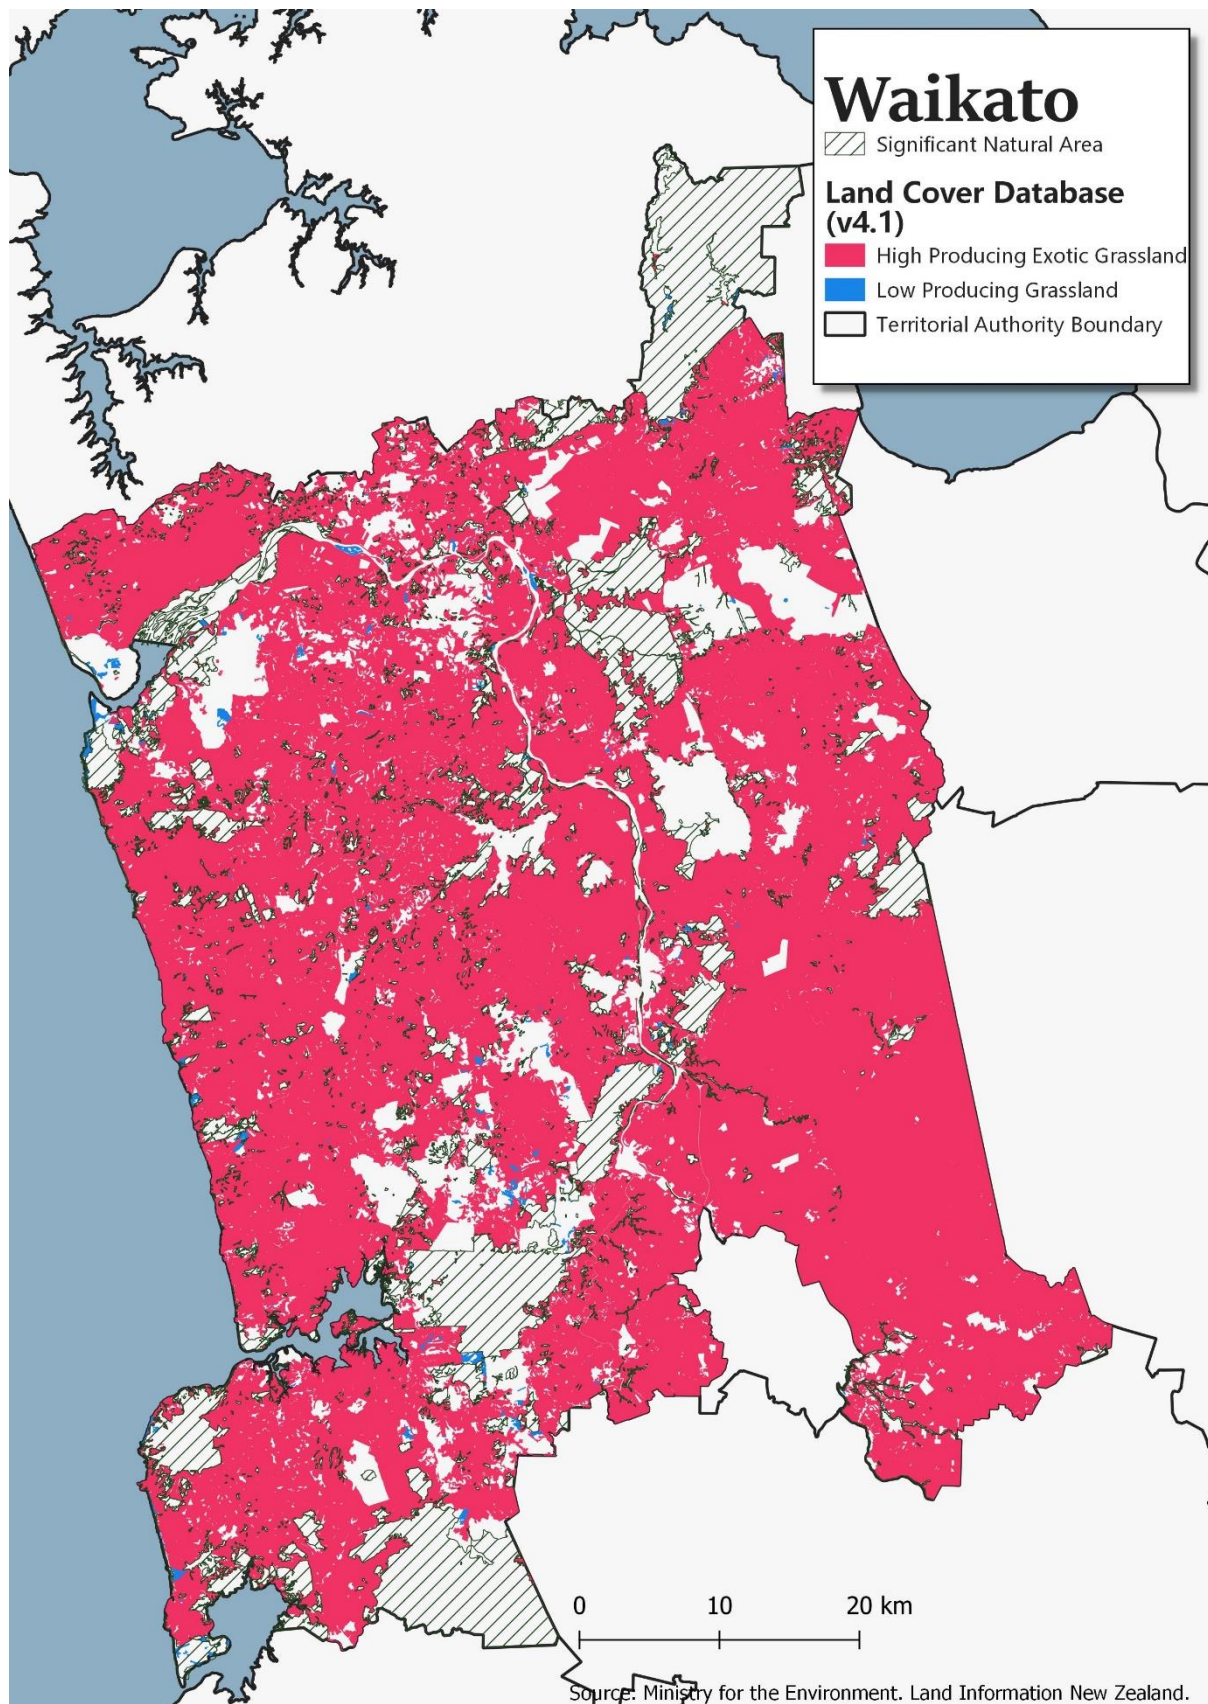 Waikato
Significant Natural Area
Land Cover Database
(v4.1)
High Producing Exotic Grassland
Low Producing Grassland
Territorial Authority Boundary
0 10 20 km
Source: Ministry for the Environment. Land Information New Zealand.